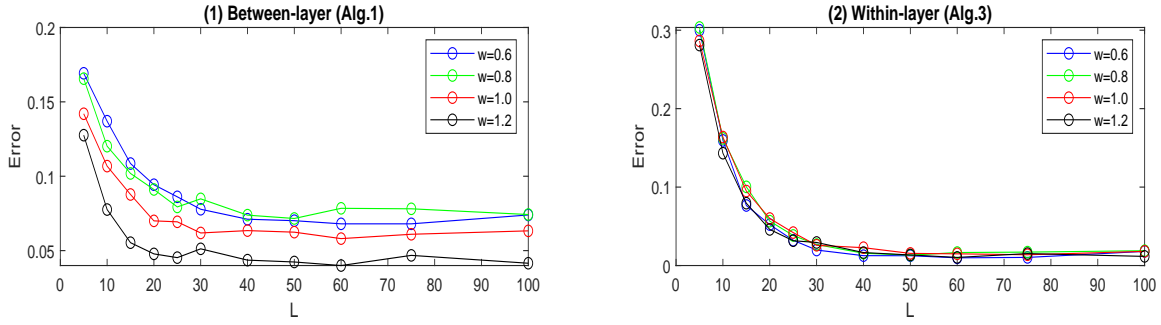 (1) Between-layer (Alg.1)
0.2
0.15
0.1
0.05
Error
0 10 20 30 40 50 60 70 80 90 100
L
w=0.6
w=0.8
w=1.0
w=1.2
(2) Within-layer (Alg.3)
0.3
0.2
0.1
0
Error
0 10 20 30 40 50 60 70 80 90 100
L
w=0.6
w=0.8
w=1.0
w=1.2